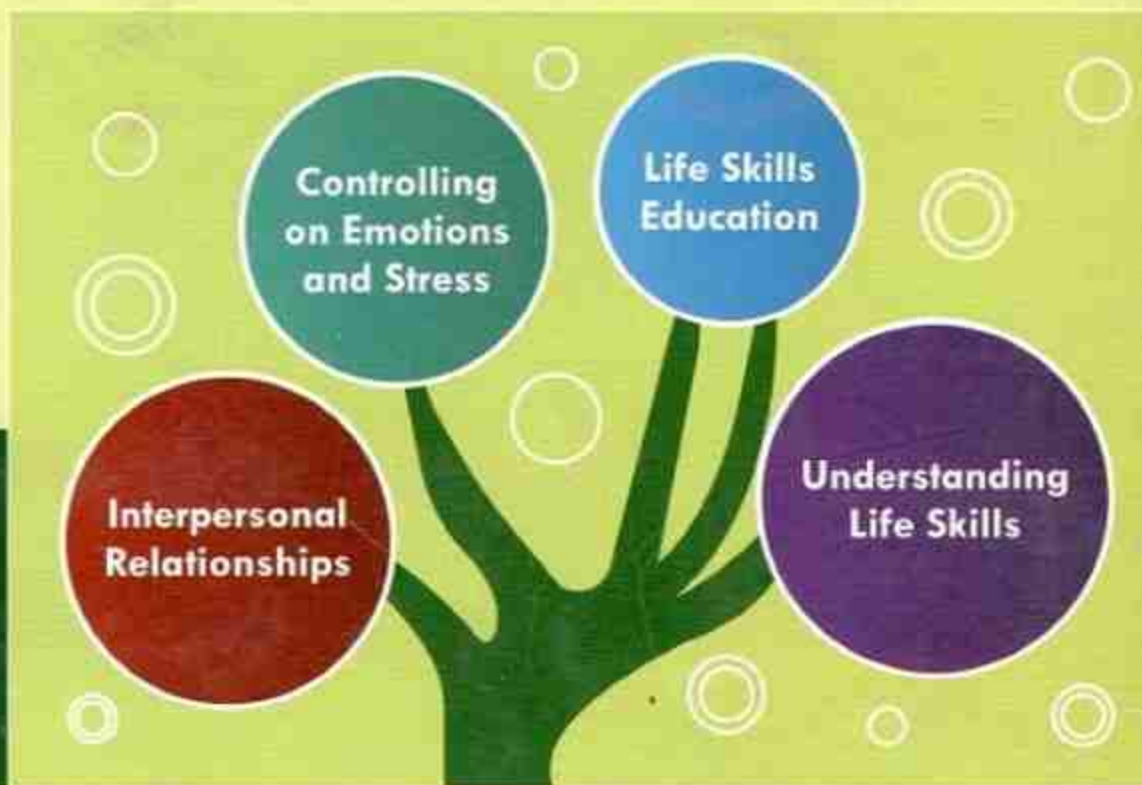 Controlling
on Emotions
and Stress
Life Skills
Education
Interpersonal
Relationships
Understanding
Life Skills